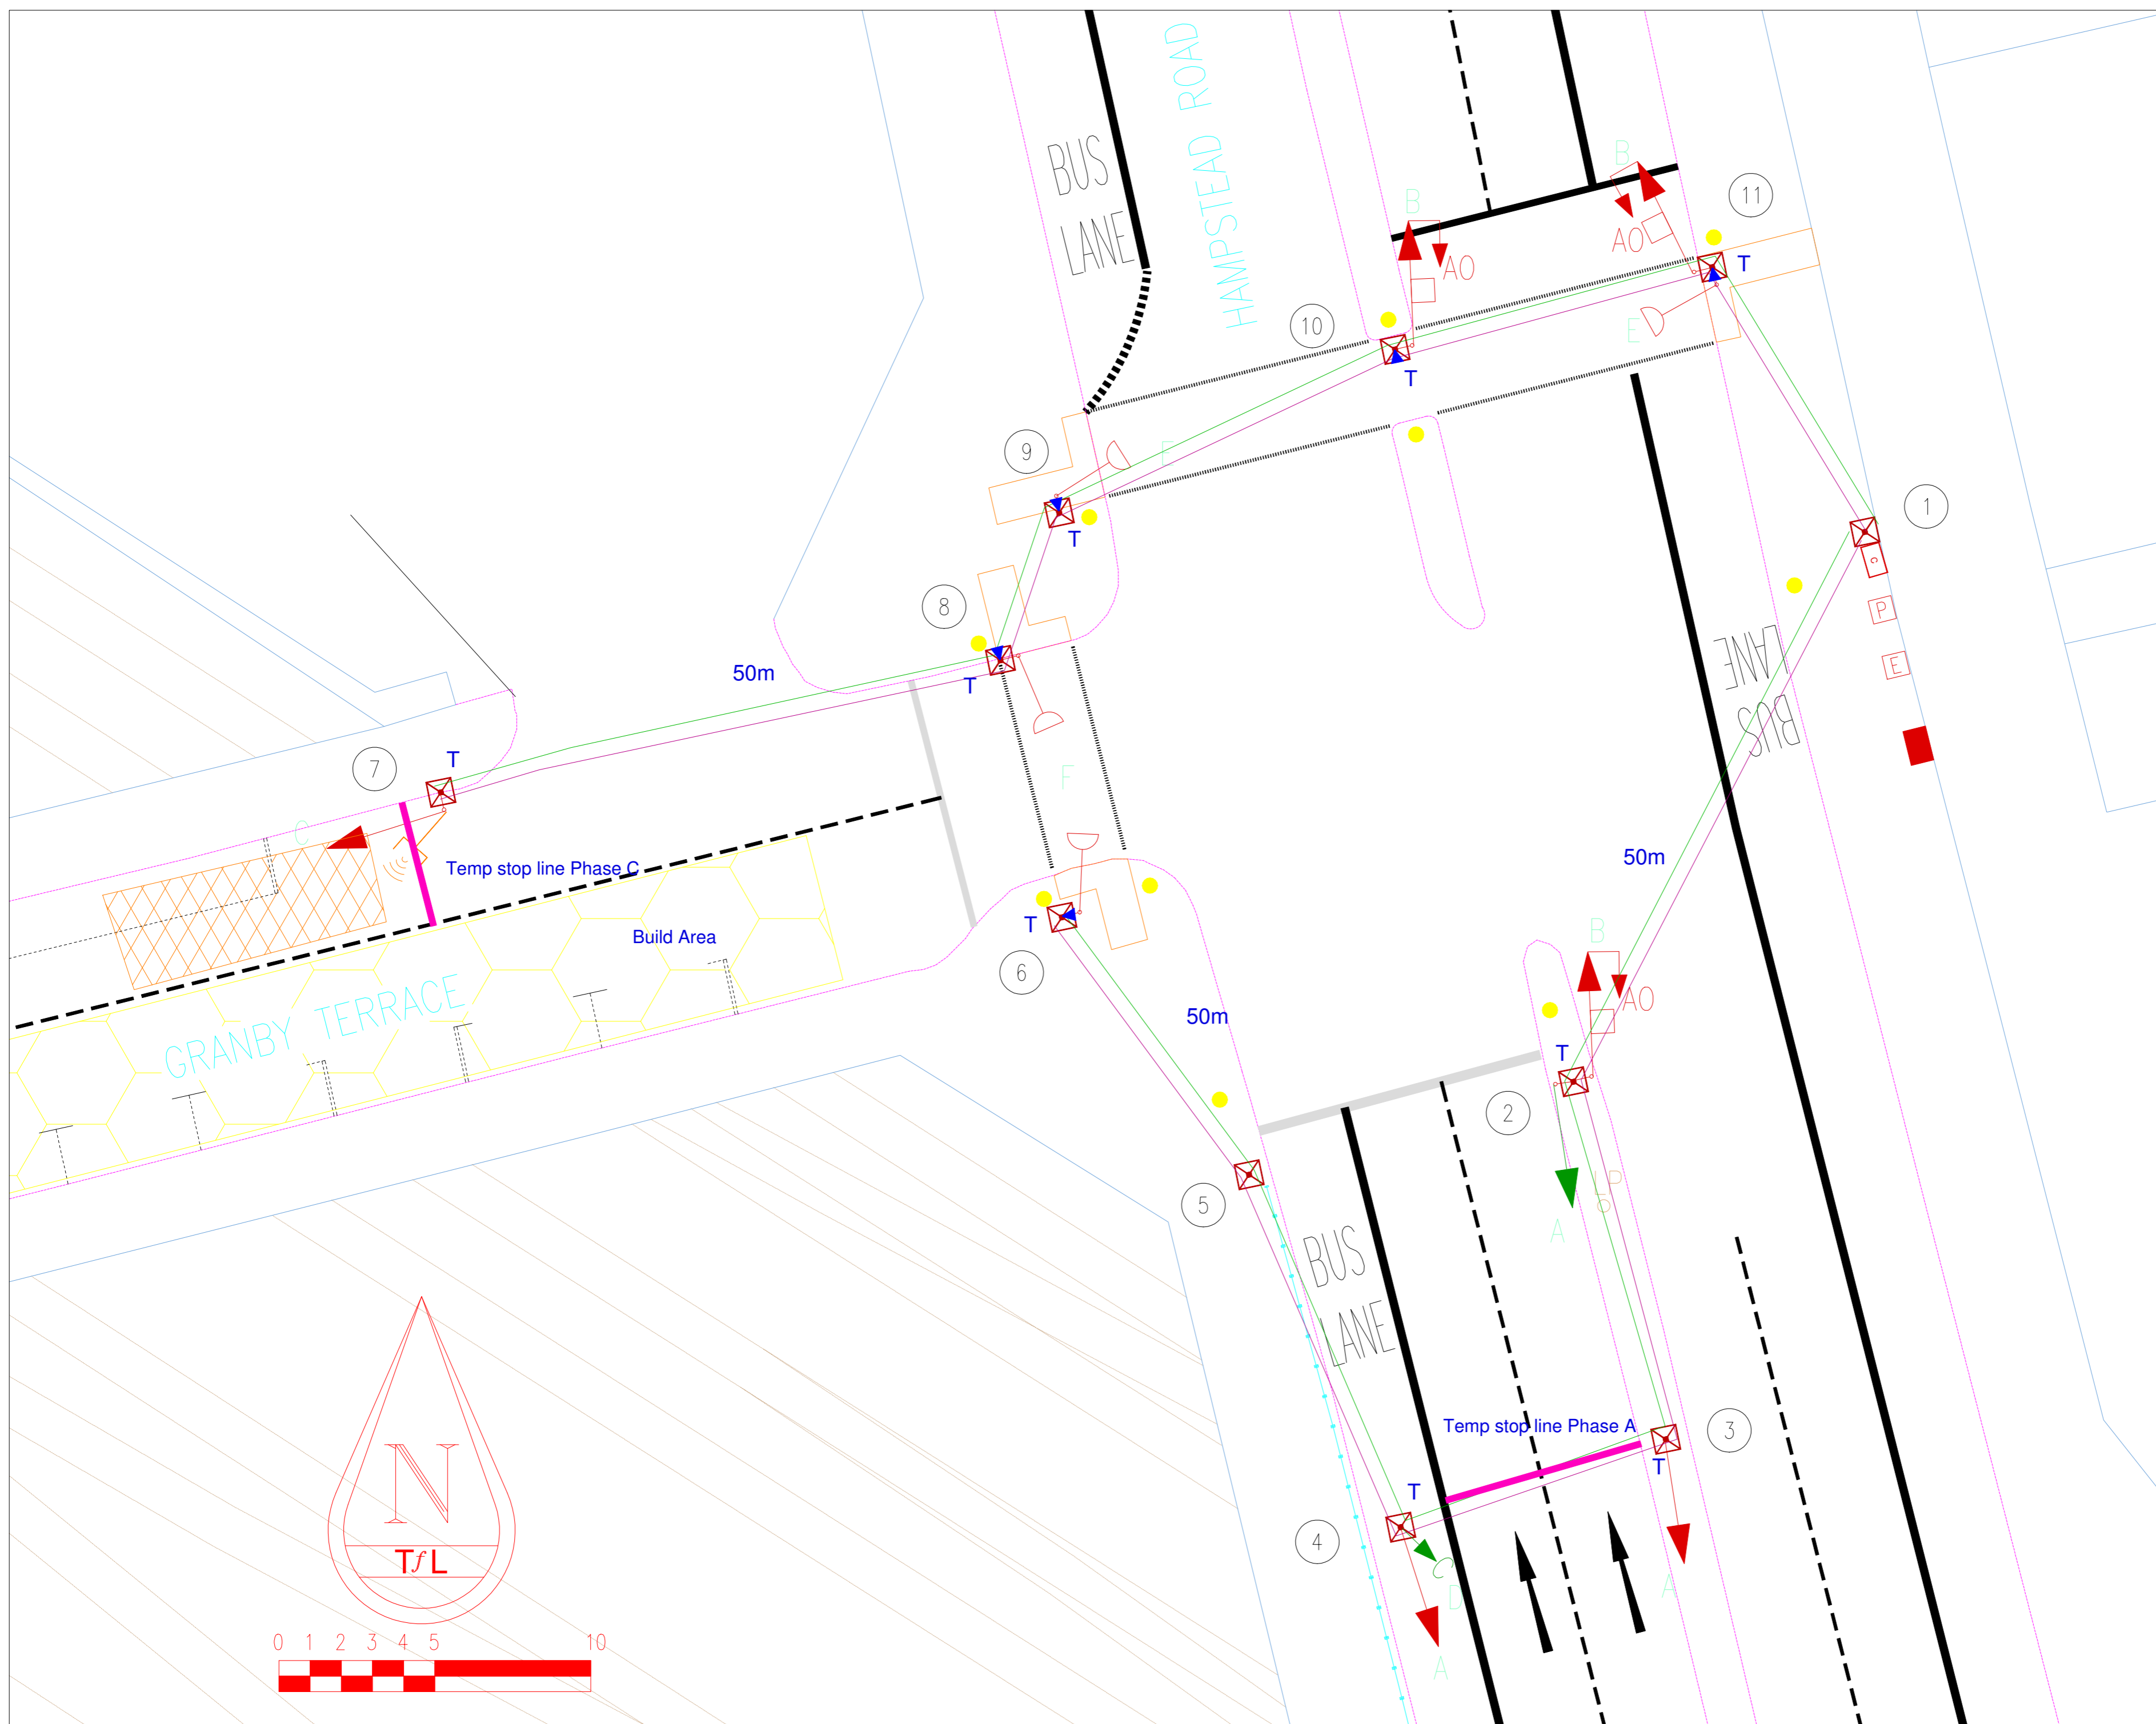 HAMPSTEAD ROAD
BUS
LANE
B
B
AO
AO
11
T
10
E
T
9
F
T
1
C
P
E
8
T
50m
LANE
BUS
7
T
C
F
Temp stop line Phase C
50m
Build Area
T
6
B
AO
50m
T
GRANBY TERRACE
2
LP
61
A
5
BUS
LANE
Temp stop line Phase A
3
T
T
4
C
D
A
A
N
TfL
0 1 2 3 4 5 10